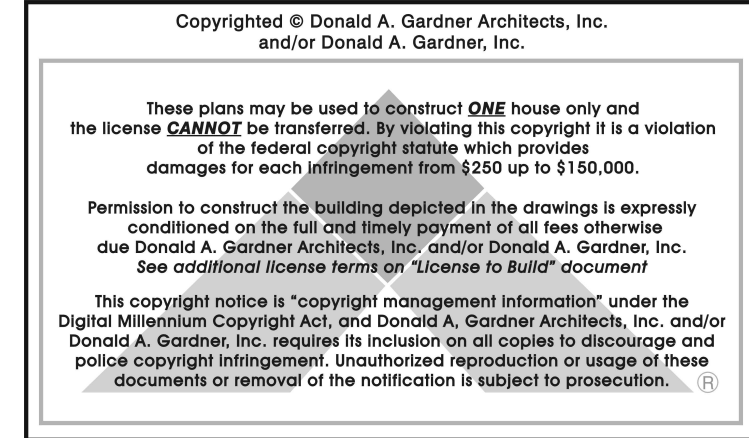 Copyrighted © Donald A. Gardner Architects, Inc.
and/or Donald A. Gardner, Inc.
These plans may be used to construct ONE house only and
the license CANNOT be transferred. By violating this copyright it is a violation
of the federal copyright statute which provides
damages for each infringement from $250 up to $150,000.
Permission to construct the building depicted in the drawings is expressly
conditioned on the full and timely payment of all fees otherwise
due Donald A. Gardner Architects, Inc. and/or Donald A. Gardner, Inc.
See additional license terms on "License to Build" document
This copyright notice is "copyright management information" under the
Digital Millennium Copyright Act, and Donald A, Gardner Architects, Inc. and/or
Donald A. Gardner, Inc. requires its inclusion on all copies to discourage and
police copyright infringement. Unauthorized reproduction or usage of these
documents or removal of the notification is subject to prosecution. ®